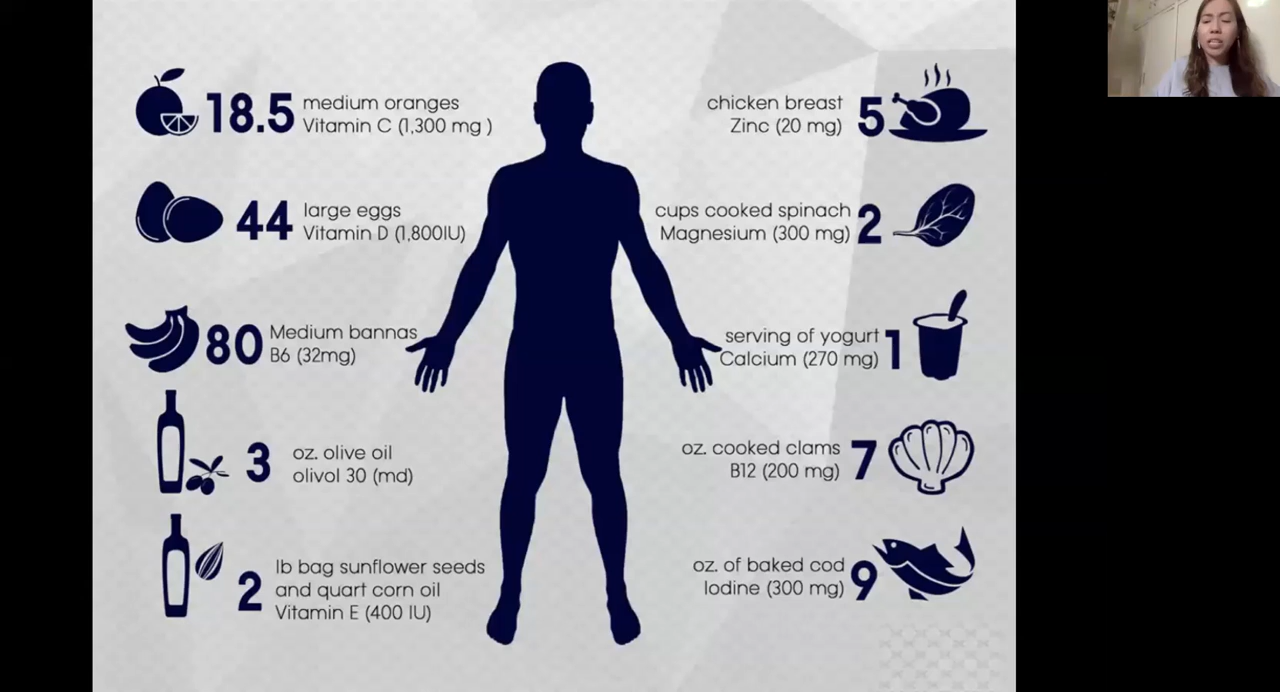 18.5
medium oranges
Vitamin C (1,300 mg )
44
large eggs
Vitamin D (1,800IU)
80
Medium bannas
B6 (32mg)
3
oz. olive oil
olivol 30 (md)
2
lb bag sunflower seeds
and quart corn oil
Vitamin E (400 IU)
chicken breast
Zinc (20 mg)
5
cups cooked spinach
Magnesium (300 mg)
2
serving of yogurt
Calcium (270 mg)
1
oz. cooked clams
B12 (200 mg)
7
oz. of baked cod
Iodine (300 mg)
9